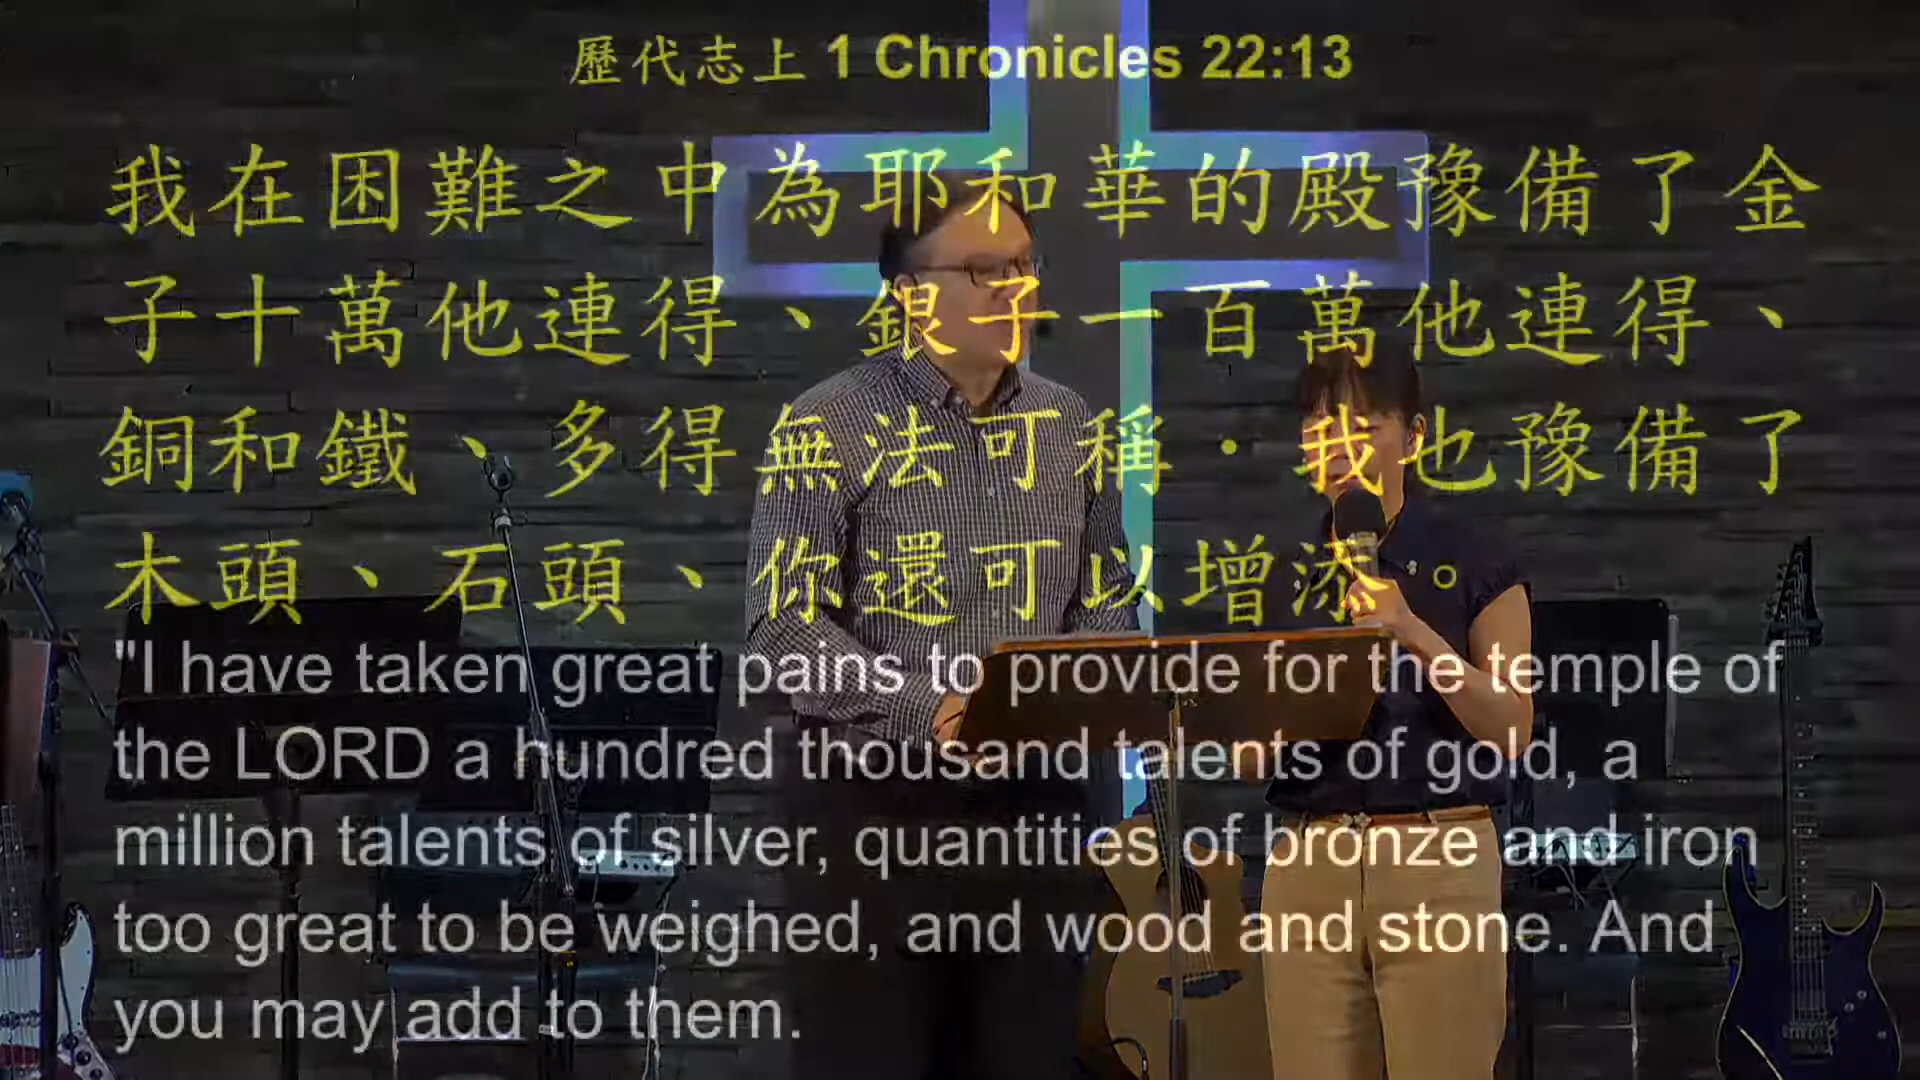 歷代志上 1 Chronicles 22:13
我在困難之中為耶和華的殿豫備了金
子十萬他連得、銀子一百萬他連得、
銅和鐵、多得無法可稱．我也豫備了
木頭、石頭、你還可以增添。
"I have taken great pains to provide for the temple of
the LORD a hundred thousand talents of gold, a
million talents of silver, quantities of bronze and iron
too great to be weighed, and wood and stone. And
you may add to them.